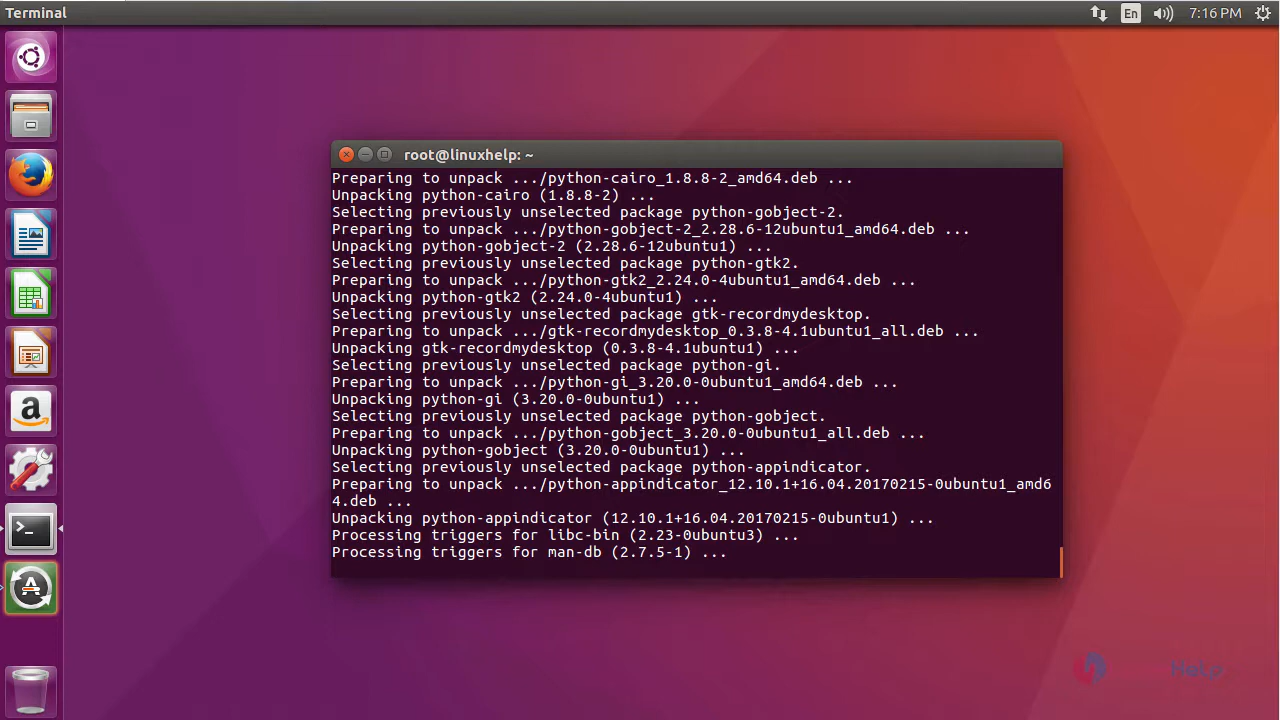 Terminal
En
7:16 PM
root@linuxhelp: ~
Preparing to unpack .../python-cairo_1.8.8-2_amd64.deb ...
Unpacking python-cairo (1.8.8-2) ...
Selecting previously unselected package python-gobject-2.
Preparing to unpack .../python-gobject-2_2.28.6-12ubuntu1_amd64.deb ...
Unpacking python-gobject-2 (2.28.6-12ubuntu1) ...
Selecting previously unselected package python-gtk2.
Preparing to unpack .../python-gtk2_2.24.0-4ubuntu1_amd64.deb ...
Unpacking python-gtk2 (2.24.0-4ubuntu1) ...
Selecting previously unselected package gtk-recordmydesktop.
Preparing to unpack .../gtk-recordmydesktop_0.3.8-4.1ubuntu1_all.deb ...
Unpacking gtk-recordmydesktop (0.3.8-4.1ubuntu1) ...
Selecting previously unselected package python-gi.
Preparing to unpack .../python-gi_3.20.0-0ubuntu1_amd64.deb ...
Unpacking python-gi (3.20.0-0ubuntu1) ...
Selecting previously unselected package python-gobject.
Preparing to unpack .../python-gobject_3.20.0-0ubuntu1_all.deb ...
Unpacking python-gobject (3.20.0-0ubuntu1) ...
Selecting previously unselected package python-appindicator.
Preparing to unpack .../python-appindicator_12.10.1+16.04.20170215-0ubuntu1_amd6
4.deb ...
Unpacking python-appindicator (12.10.1+16.04.20170215-0ubuntu1) ...
Processing triggers for libc-bin (2.23-0ubuntu3) ...
Processing triggers for man-db (2.7.5-1) ...